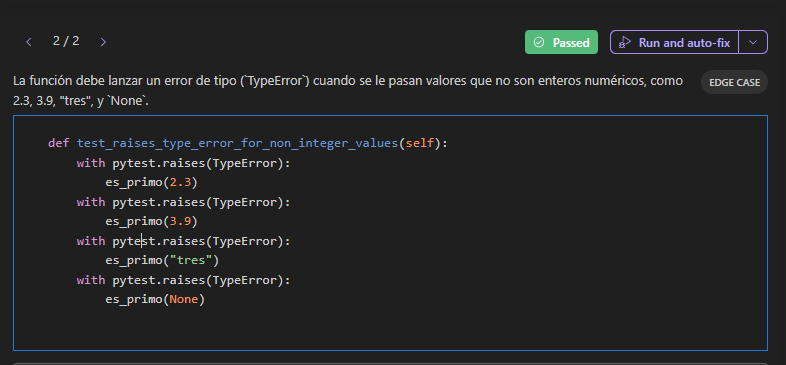 2 / 2
Passed
Run and auto-fix
La función debe lanzar un error de tipo (`TypeError`) cuando se le pasan valores que no son enteros numéricos, como
2.3, 3.9, "tres", y `None`.
EDGE CASE
def test_raises_type_error_for_non_integer_values(self):
    with pytest.raises(TypeError):
        es_primo(2.3)
    with pytest.raises(TypeError):
        es_primo(3.9)
    with pytest.raises(TypeError):
        es_primo("tres")
    with pytest.raises(TypeError):
        es_primo(None)